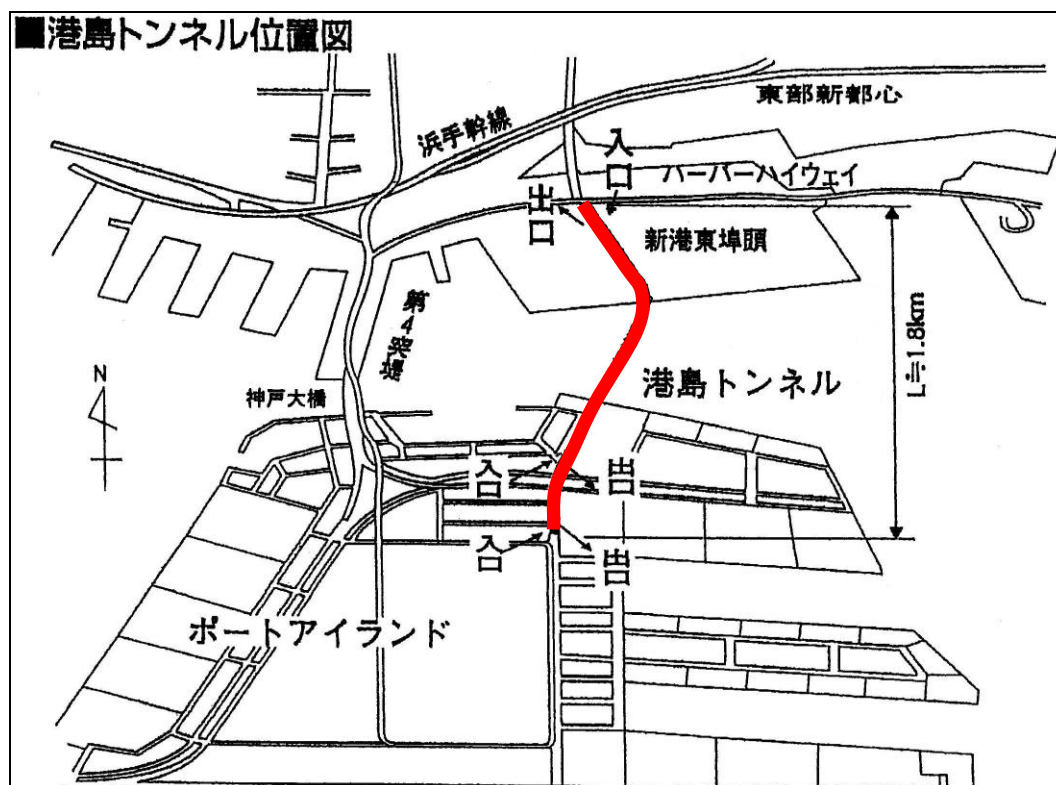 ■港島トンネル位置図
東部新都心
浜手幹線
入口
ハーバーハイウェイ
出口
新港東埠頭
第4突堤
L≒1.8km
N
港島トンネル
神戸大橋
入口
出口
入口
出口
ポートアイランド